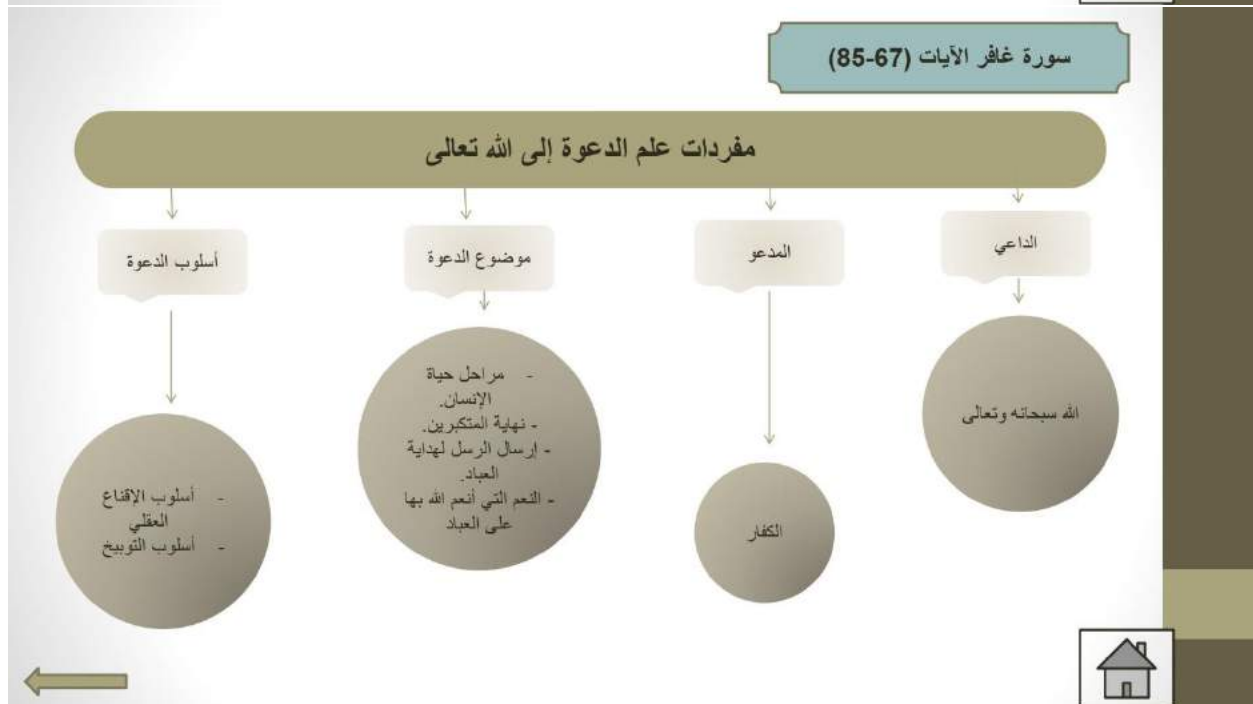 سورة غافر الآيات (67-85)
مفردات علم الدعوة إلى الله تعالى
الداعي
المدعو
موضوع الدعوة
أسلوب الدعوة
الله سبحانه وتعالى
الكفار
- مراحل حياة
الإنسان.
- نهاية المتكبرين.
- إرسال الرسل لهداية
العباد.
- النعم التي أنعم الله بها
على العباد
- أسلوب الإقناع
العقلي
- أسلوب التوبيخ